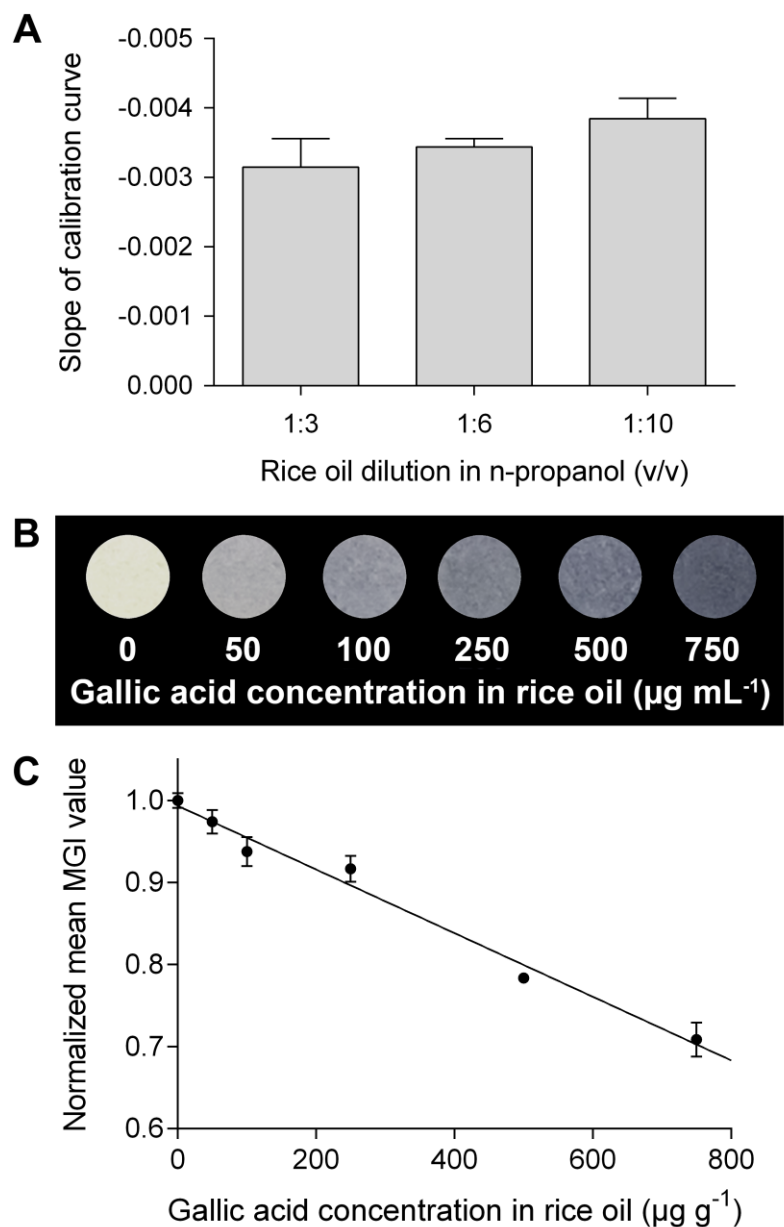 A
Slope of calibration curve
-0.005
-0.004
-0.003
-0.002
-0.001
0.000
1:3 1:6 1:10
Rice oil dilution in n-propanol (v/v)
B
0 50 100 250 500 750
Gallic acid concentration in rice oil (µg mL⁻¹)
C
Normalized mean MGI value
1.0
0.9
0.8
0.7
0.6
0 200 400 600 800
Gallic acid concentration in rice oil (µg g⁻¹)